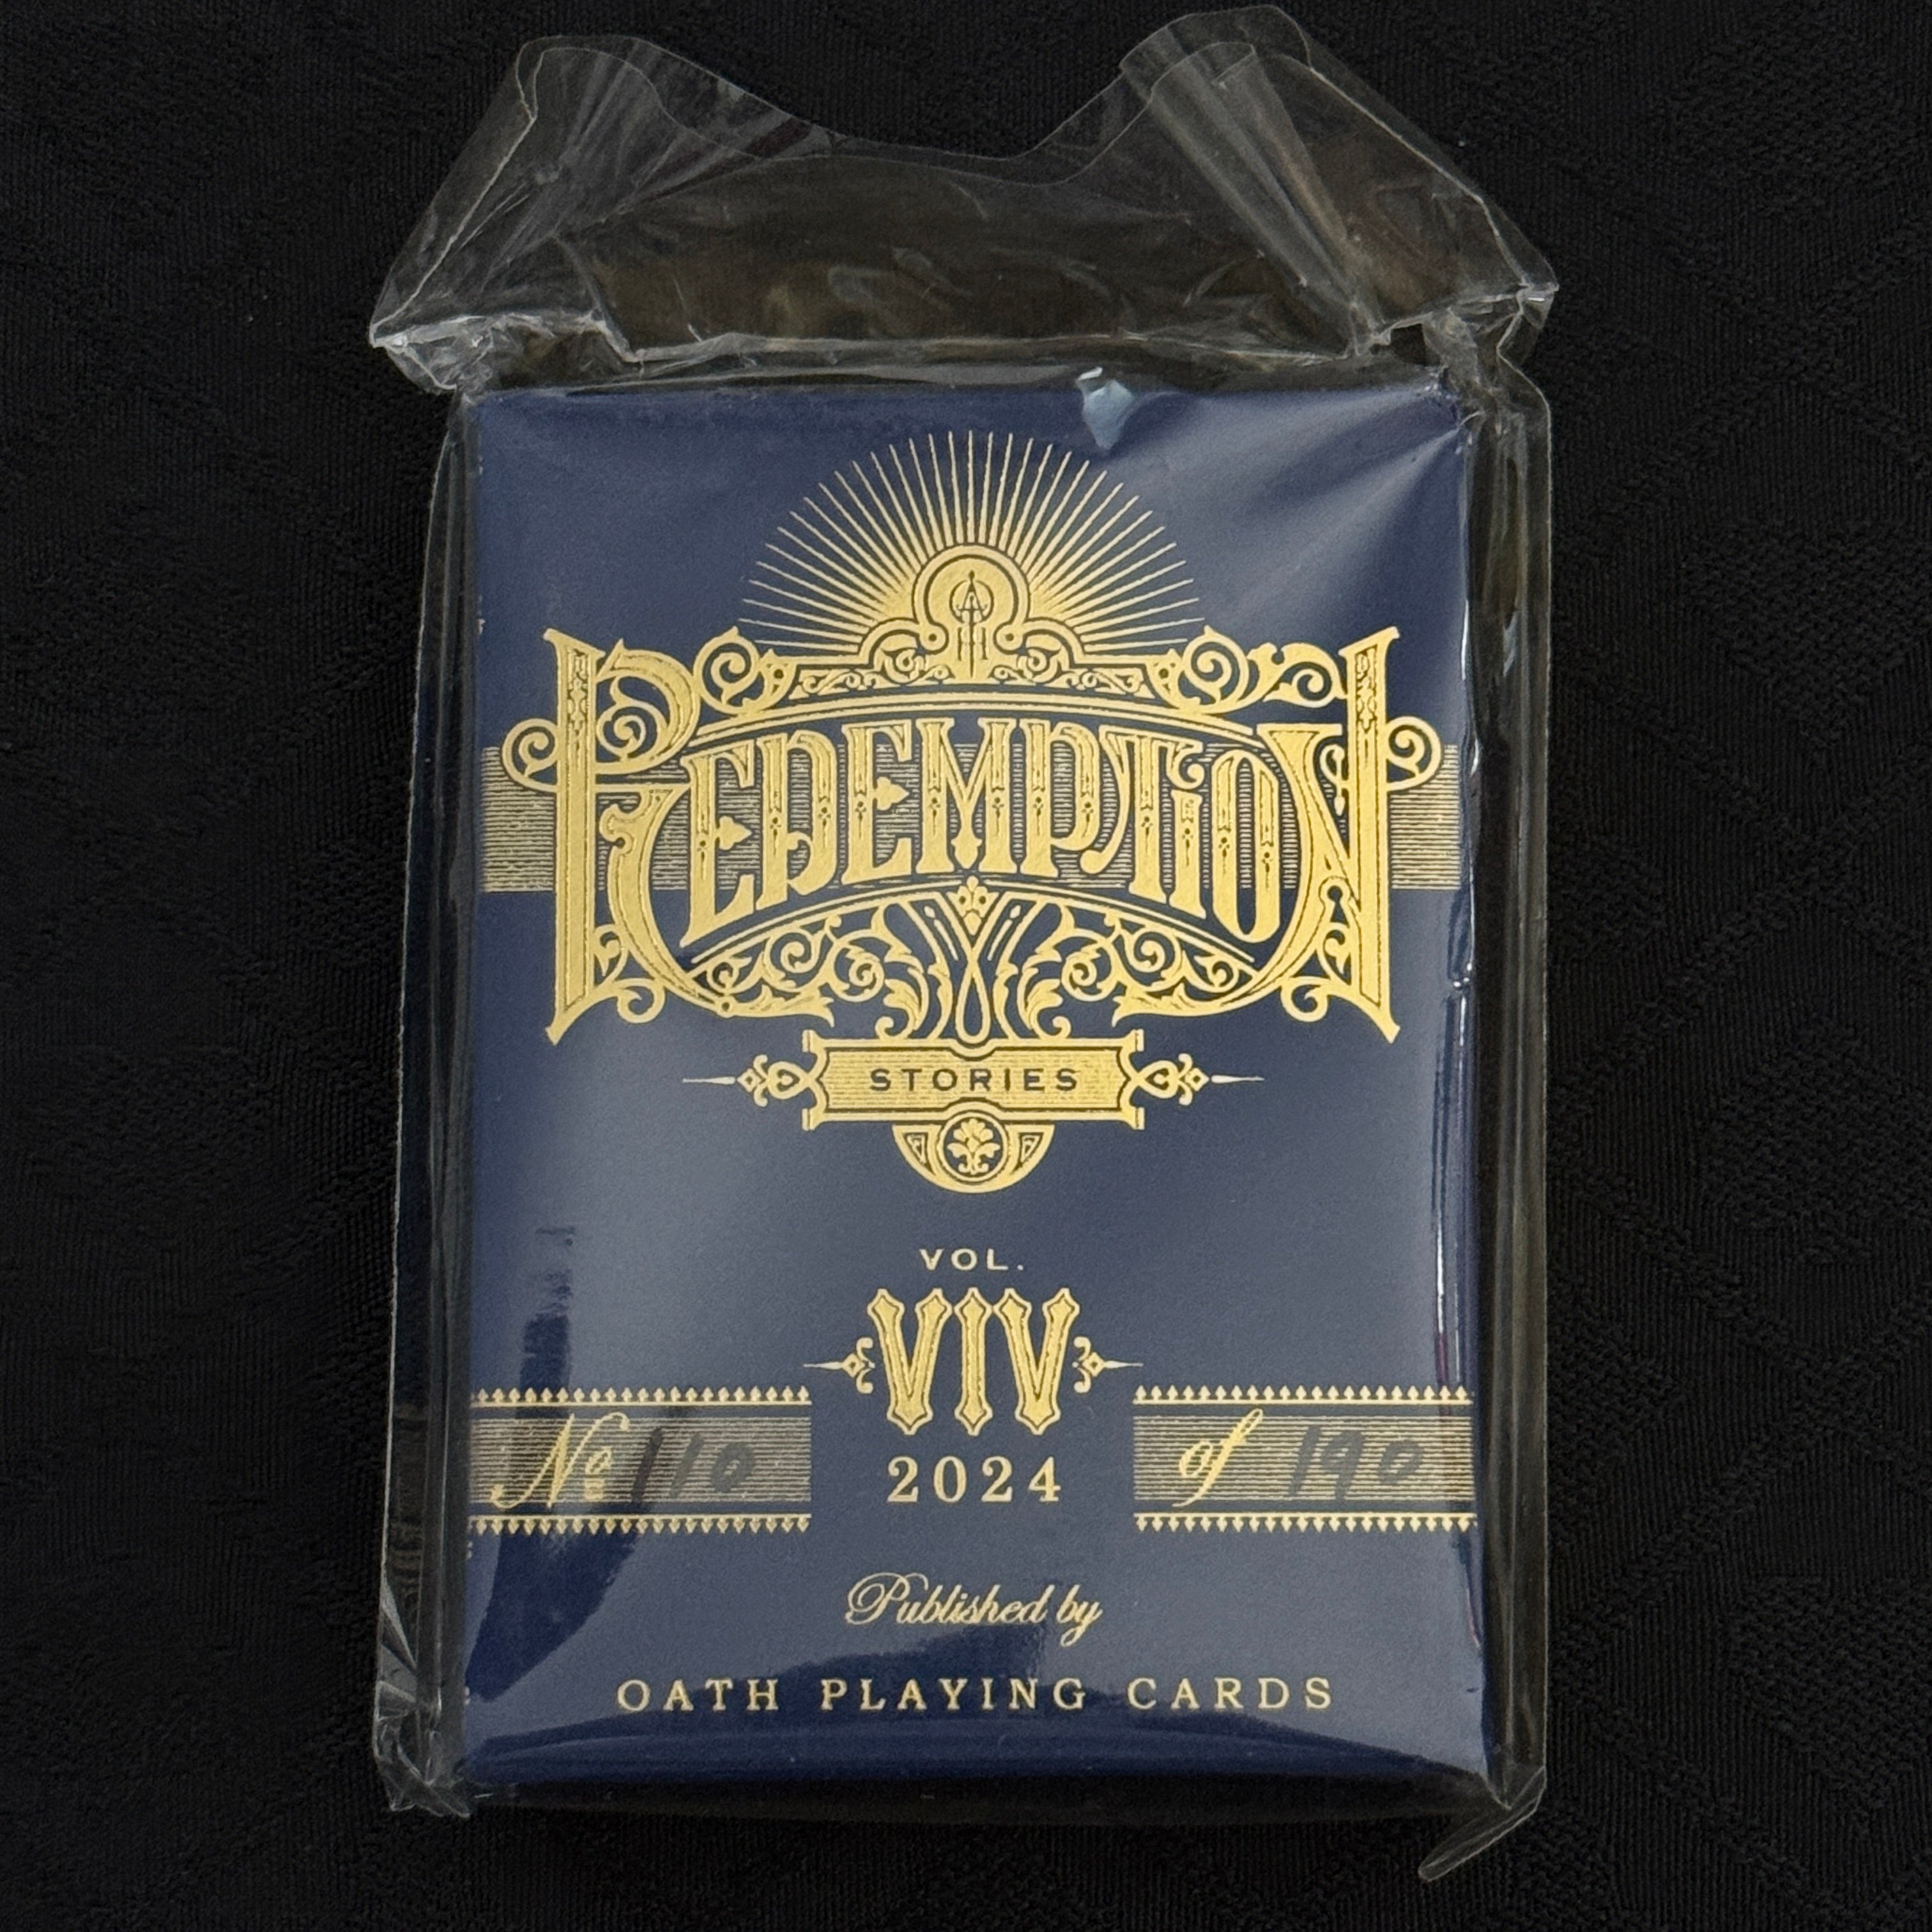 REDEMPTION
STORIES
VOL.
VIV
No 110 of 190
2024
Published by
OATH PLAYING CARDS